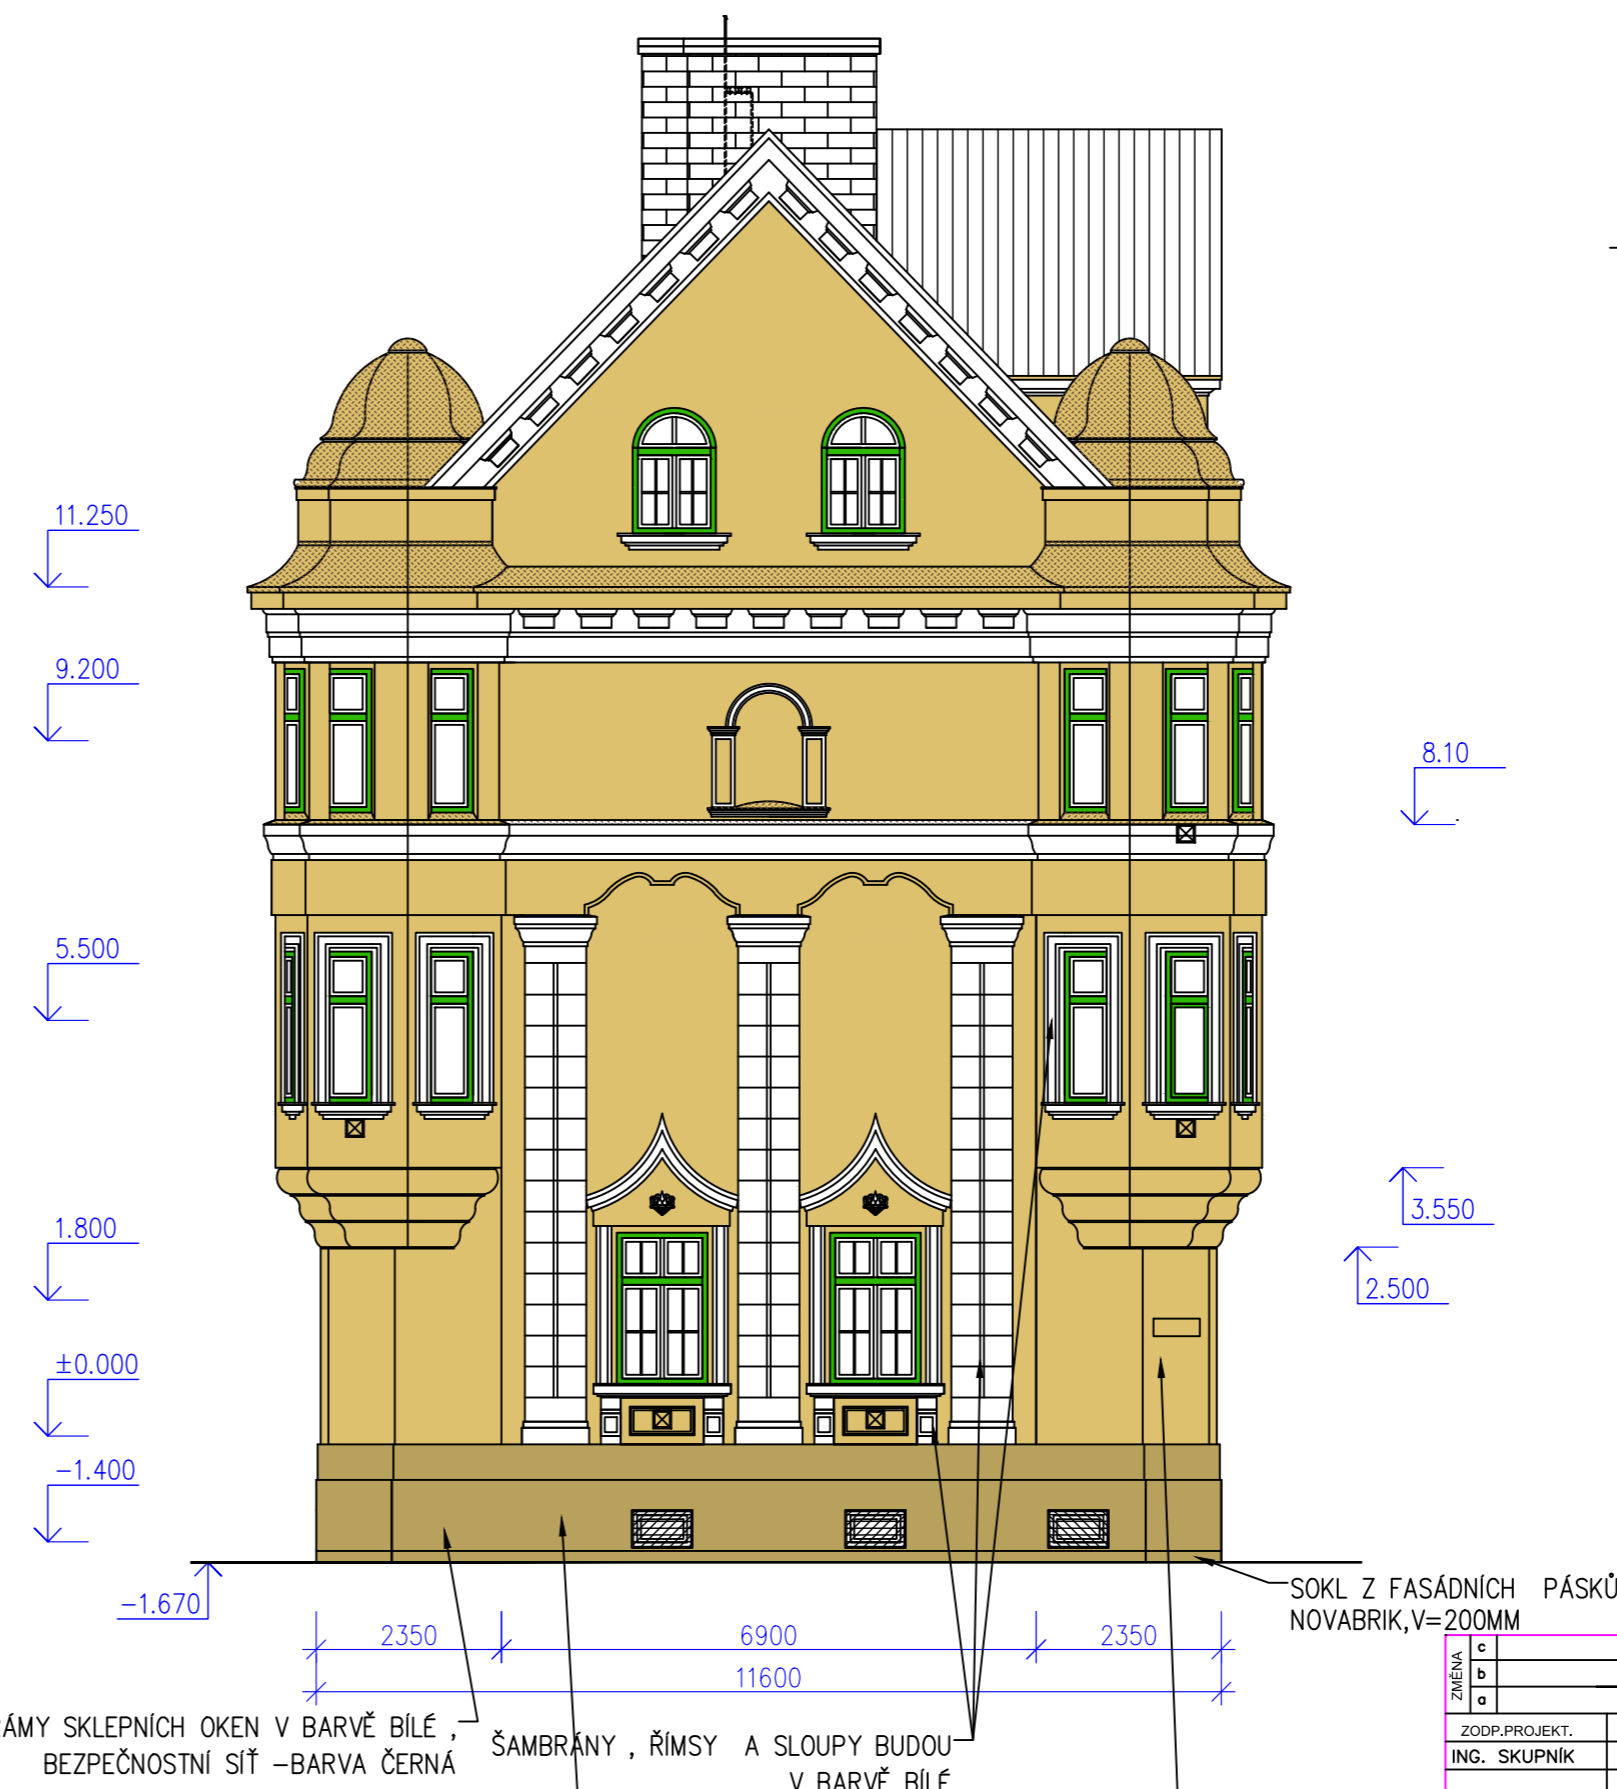 11.250
9.200
8.10
5.500
3.550
1.800
2.500
±0.000
-1.400
-1.670
SOKL Z FASÁDNÍCH PÁSKŮ
NOVABRIK,V=200MM
2350 6900 2350
11600
SKLEPNÍCH OKEN V BARVĚ BÍLÉ ,
BEZPEČNOSTNÍ SÍŤ -BARVA ČERNÁ
ŠAMBRÁNY , ŘÍMSY A SLOUPY BUDOU
V BARVĚ BÍLÉ
ZMĚNA
c
b
a
ZODP.PROJEKT.
ING. SKUPNÍK